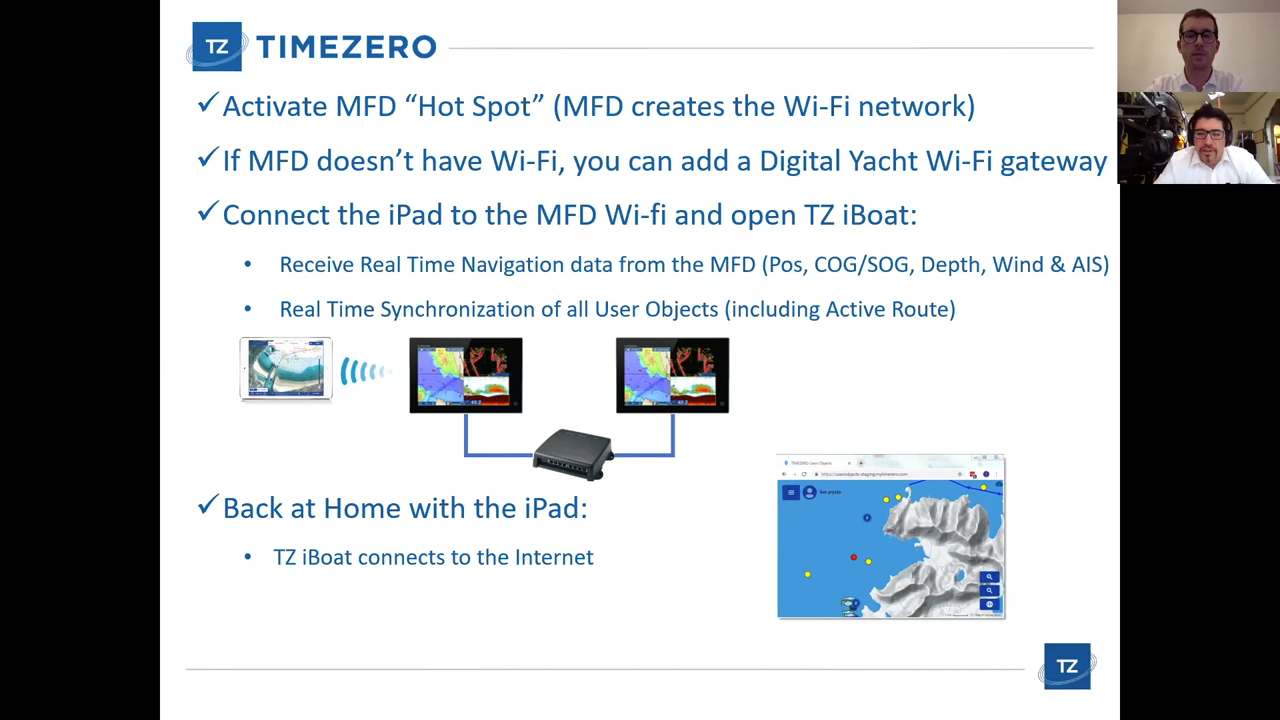 TZ TIMEZERO
✓ Activate MFD “Hot Spot” (MFD creates the Wi-Fi network)
✓ If MFD doesn’t have Wi-Fi, you can add a Digital Yacht Wi-Fi gateway
✓ Connect the iPad to the MFD Wi-fi and open TZ iBoat:
• Receive Real Time Navigation data from the MFD (Pos, COG/SOG, Depth, Wind & AIS)
• Real Time Synchronization of all User Objects (including Active Route)
✓ Back at Home with the iPad:
• TZ iBoat connects to the Internet
TIMEZERO Users Objects
TZ